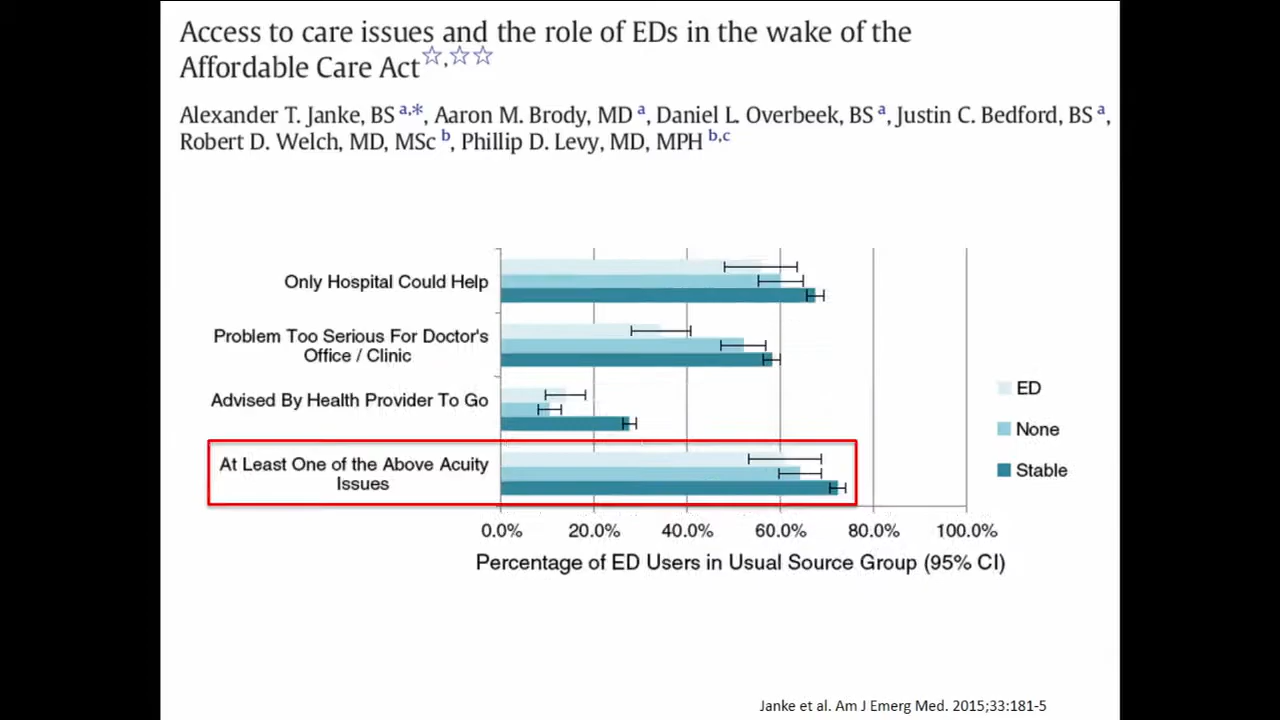 Access to care issues and the role of EDs in the wake of the
Affordable Care Act☆,☆☆
Alexander T. Janke, BS a,*, Aaron M. Brody, MD a, Daniel L. Overbeek, BS a, Justin C. Bedford, BS a,
Robert D. Welch, MD, MSc b, Phillip D. Levy, MD, MPH b,c
Only Hospital Could Help
Problem Too Serious For Doctor's
Office / Clinic
Advised By Health Provider To Go
At Least One of the Above Acuity
Issues
ED
None
Stable
0.0% 20.0% 40.0% 60.0% 80.0% 100.0%
Percentage of ED Users in Usual Source Group (95% CI)
Janke et al. Am J Emerg Med. 2015;33:181-5